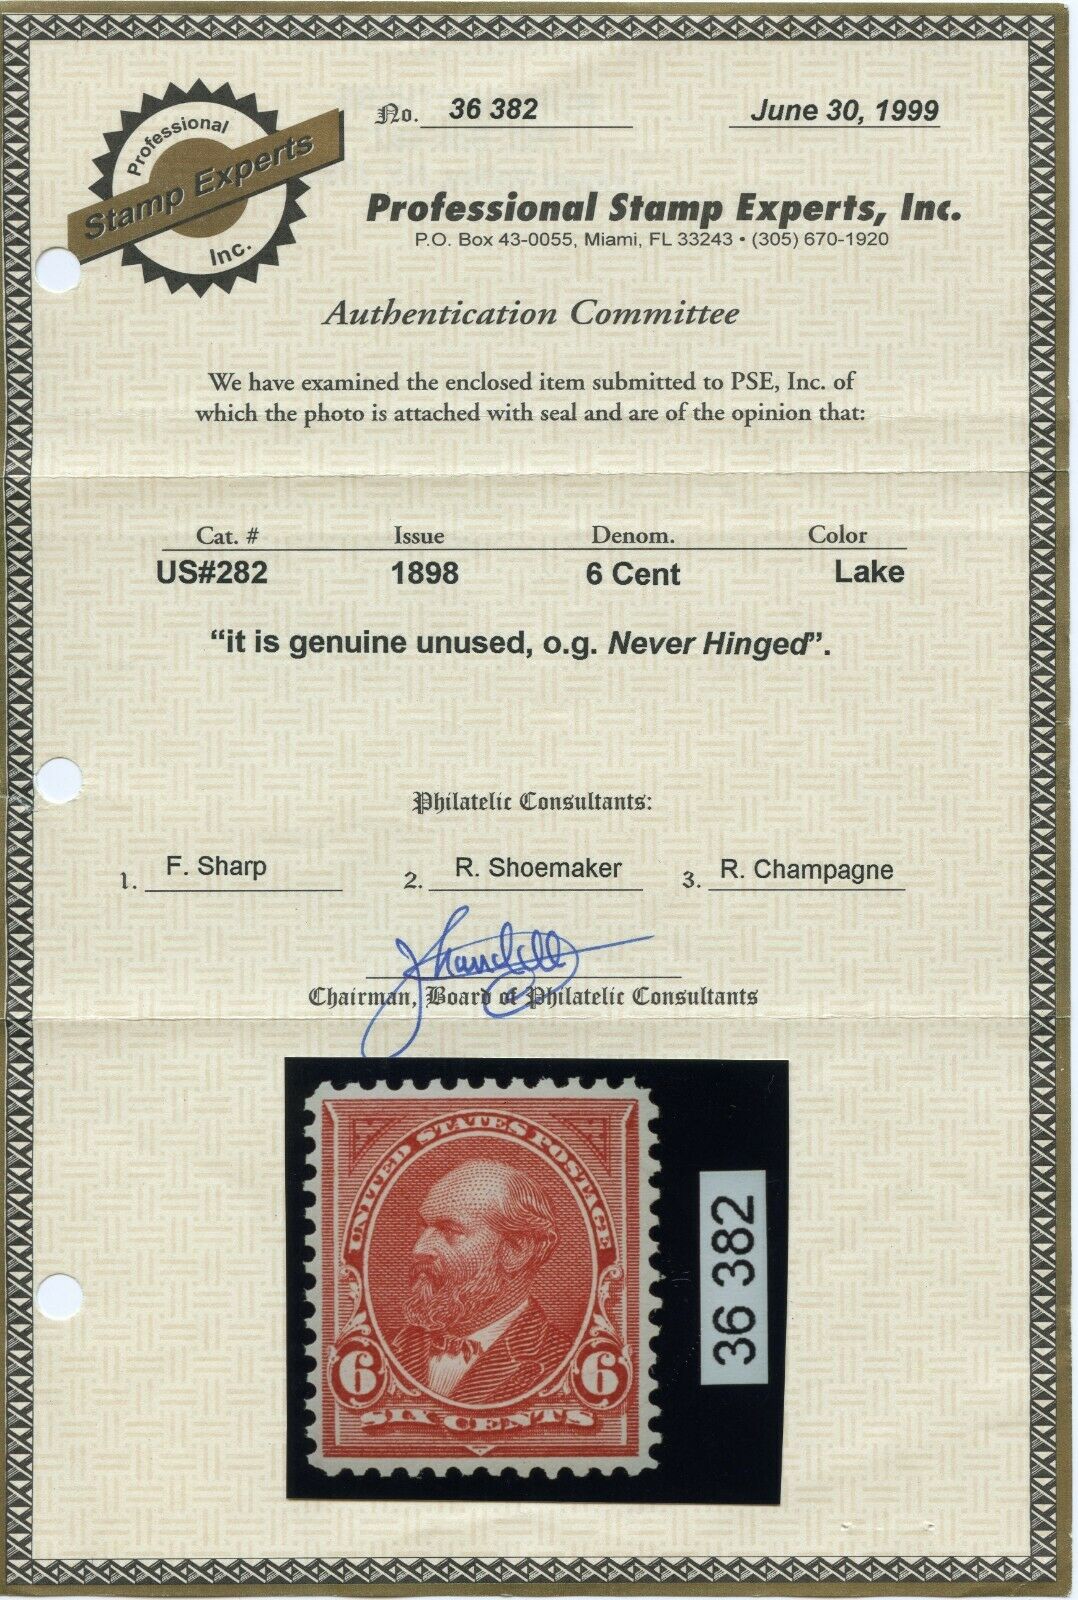 No. 36 382
June 30, 1999
Professional
Stamp Experts
Inc.
Professional Stamp Experts, Inc.
P.O. Box 43-0055, Miami, FL 33243 • (305) 670-1920
Authentication Committee
We have examined the enclosed item submitted to PSE, Inc. of
which the photo is attached with seal and are of the opinion that:
Cat. # Issue Denom. Color
US#282 1898 6 Cent Lake
“it is genuine unused, o.g. Never Hinged”.
Philatelic Consultants:
1. F. Sharp 2. R. Shoemaker 3. R. Champagne
Chairman, Board of Philatelic Consultants
UNITED STATES POSTAGE
6 6
SIX CENTS
36 382